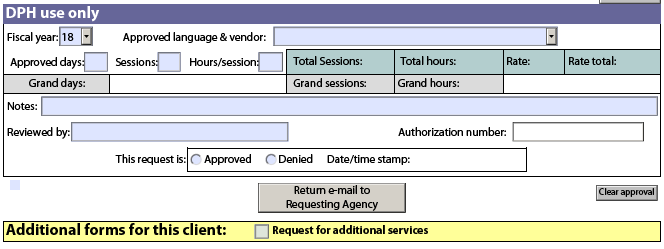 DPH use only
Fiscal year: 18 Approved language & vendor:
Approved days: Sessions: Hours/session: Total Sessions: Total hours: Rate: Rate total:
Grand days: Grand sessions: Grand hours:
Notes:
Reviewed by: Authorization number:
This request is: Approved Denied Date/time stamp:
Return e-mail to
Requesting Agency
Clear approval
Additional forms for this client: Request for additional services